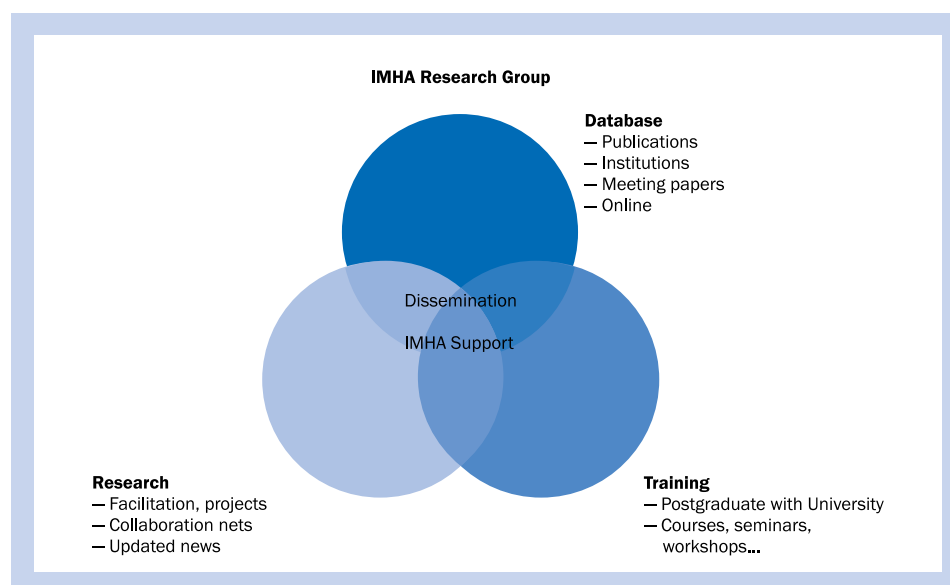 IMHA Research Group
Database
— Publications
— Institutions
— Meeting papers
— Online
Dissemination
IMHA Support
Research
— Facilitation, projects
— Collaboration nets
— Updated news
Training
— Postgraduate with University
— Courses, seminars,
workshops...